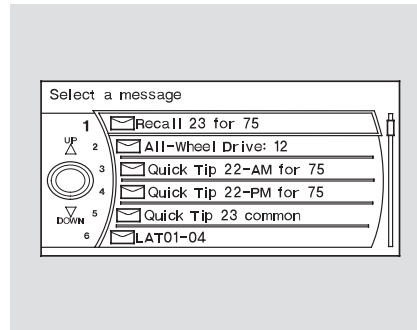 Select a message
1 Recall 23 for 75
UP
2 All-Wheel Drive: 12
3 Quick Tip 22-AM for 75
4 Quick Tip 22-PM for 75
DOWN
5 Quick Tip 23 common
6 LAT01-04